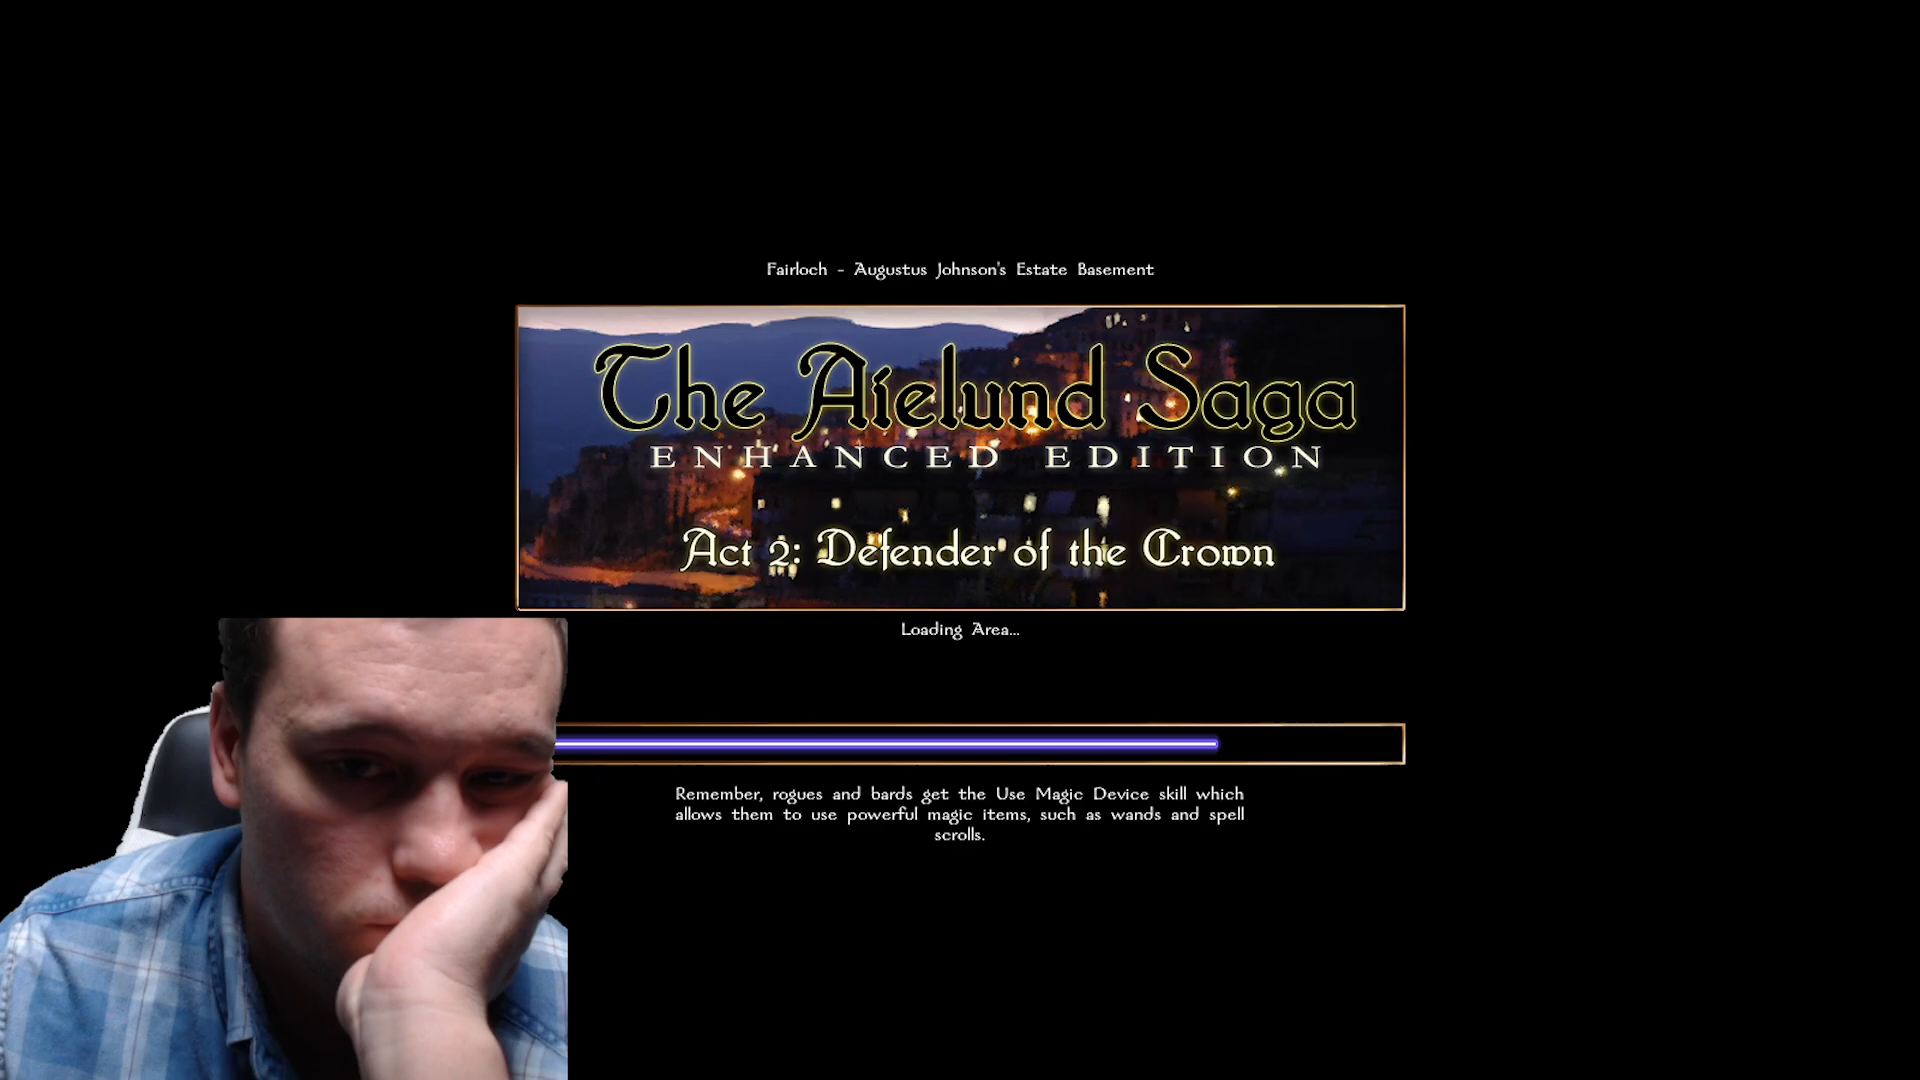 Fairloch - Augustus Johnson's Estate Basement
The Aielund Saga
ENHANCED EDITION
Act 2: Defender of the Crown
Loading Area...
Remember, rogues and bards get the Use Magic Device skill which
allows them to use powerful magic items, such as wands and spell
scrolls.